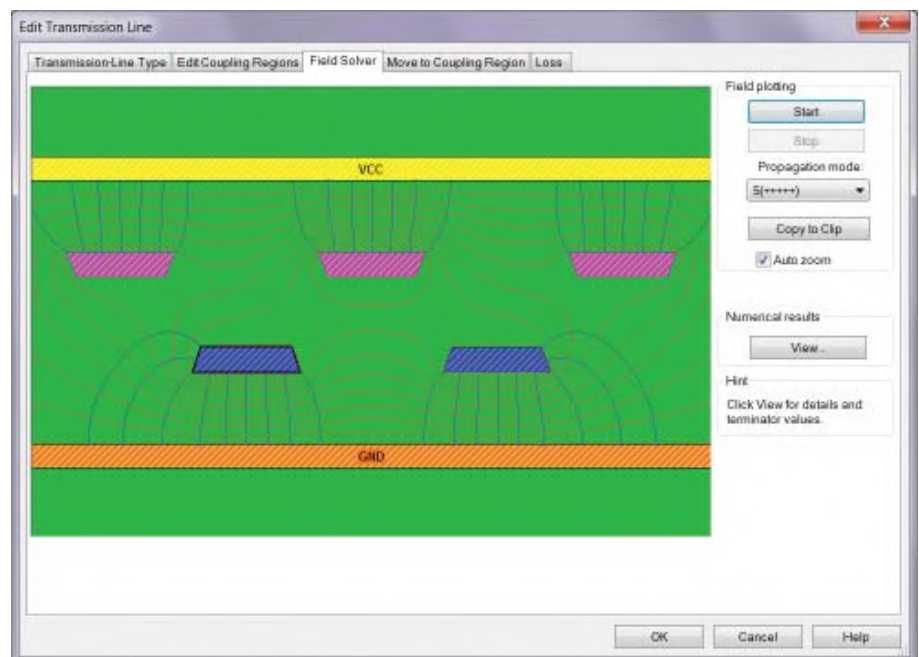 Edit Transmission Line
Transmission-Line Type
Edit Coupling Regions
Field Solver
Move to Coupling Region
Loss
VCC
GND
Field plotting
Start
Stop
Propagation mode:
5(+++++)
Copy to Clip
Auto zoom
Numerical results
View...
Hint
Click View for details and
terminator values.
OK
Cancel
Help